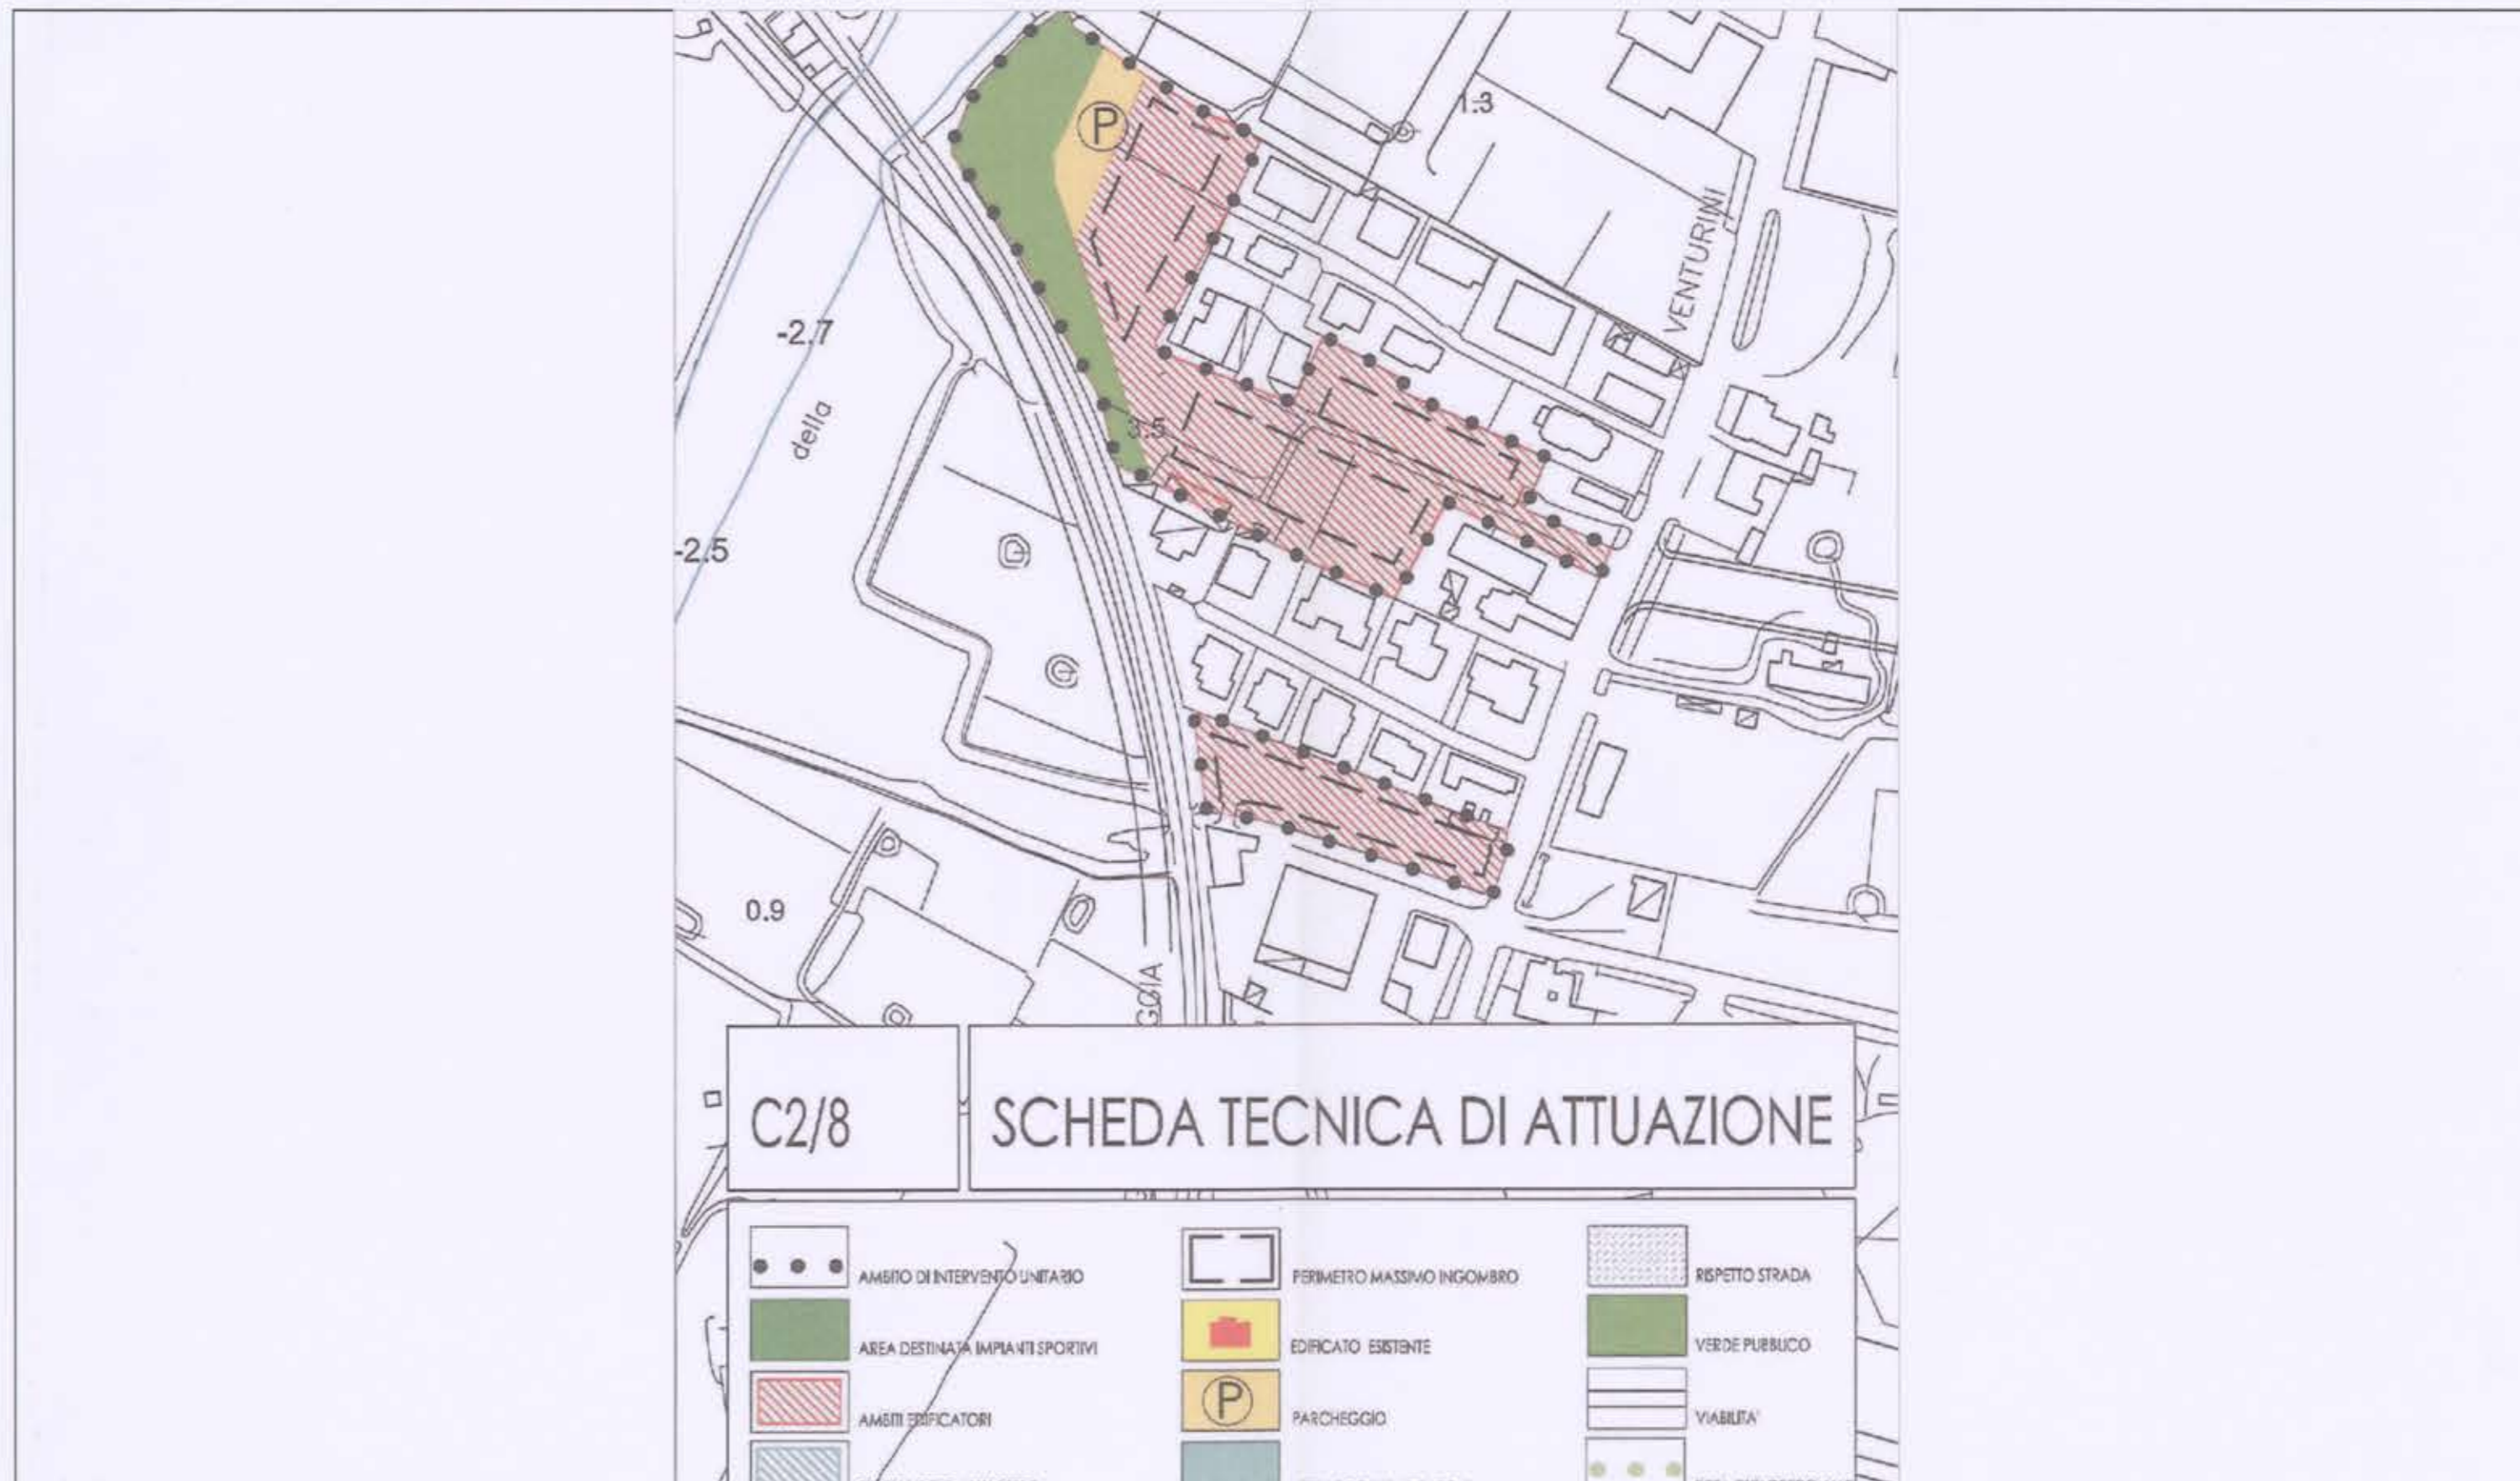 P
1.3
VENTURINI
-2.7
della
3.5
-2.5
0.9
GGIA
C2/8
SCHEDA TECNICA DI ATTUAZIONE
AMBITO DI INTERVENTO UNITARIO
PERIMETRO MASSIMO INGOMBRO
RISPETTO STRADA
AREA DESTINATA IMPIANTI SPORTIVI
EDIFICATO ESISTENTE
VERDE PUBBLICO
AMBITI EDIFICATORI
P
PARCHEGGIO
VIABILITA'